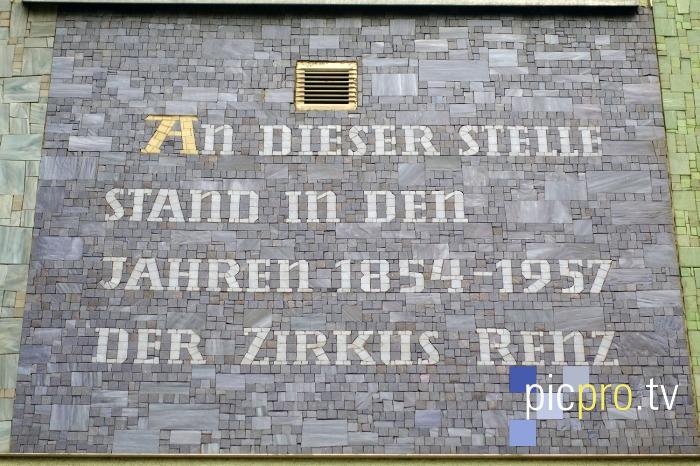 An DIESER STELLE
STAND IN DEN
JAHREN 1854-1957
DER ZIRKUS RENZ
picpro.tv